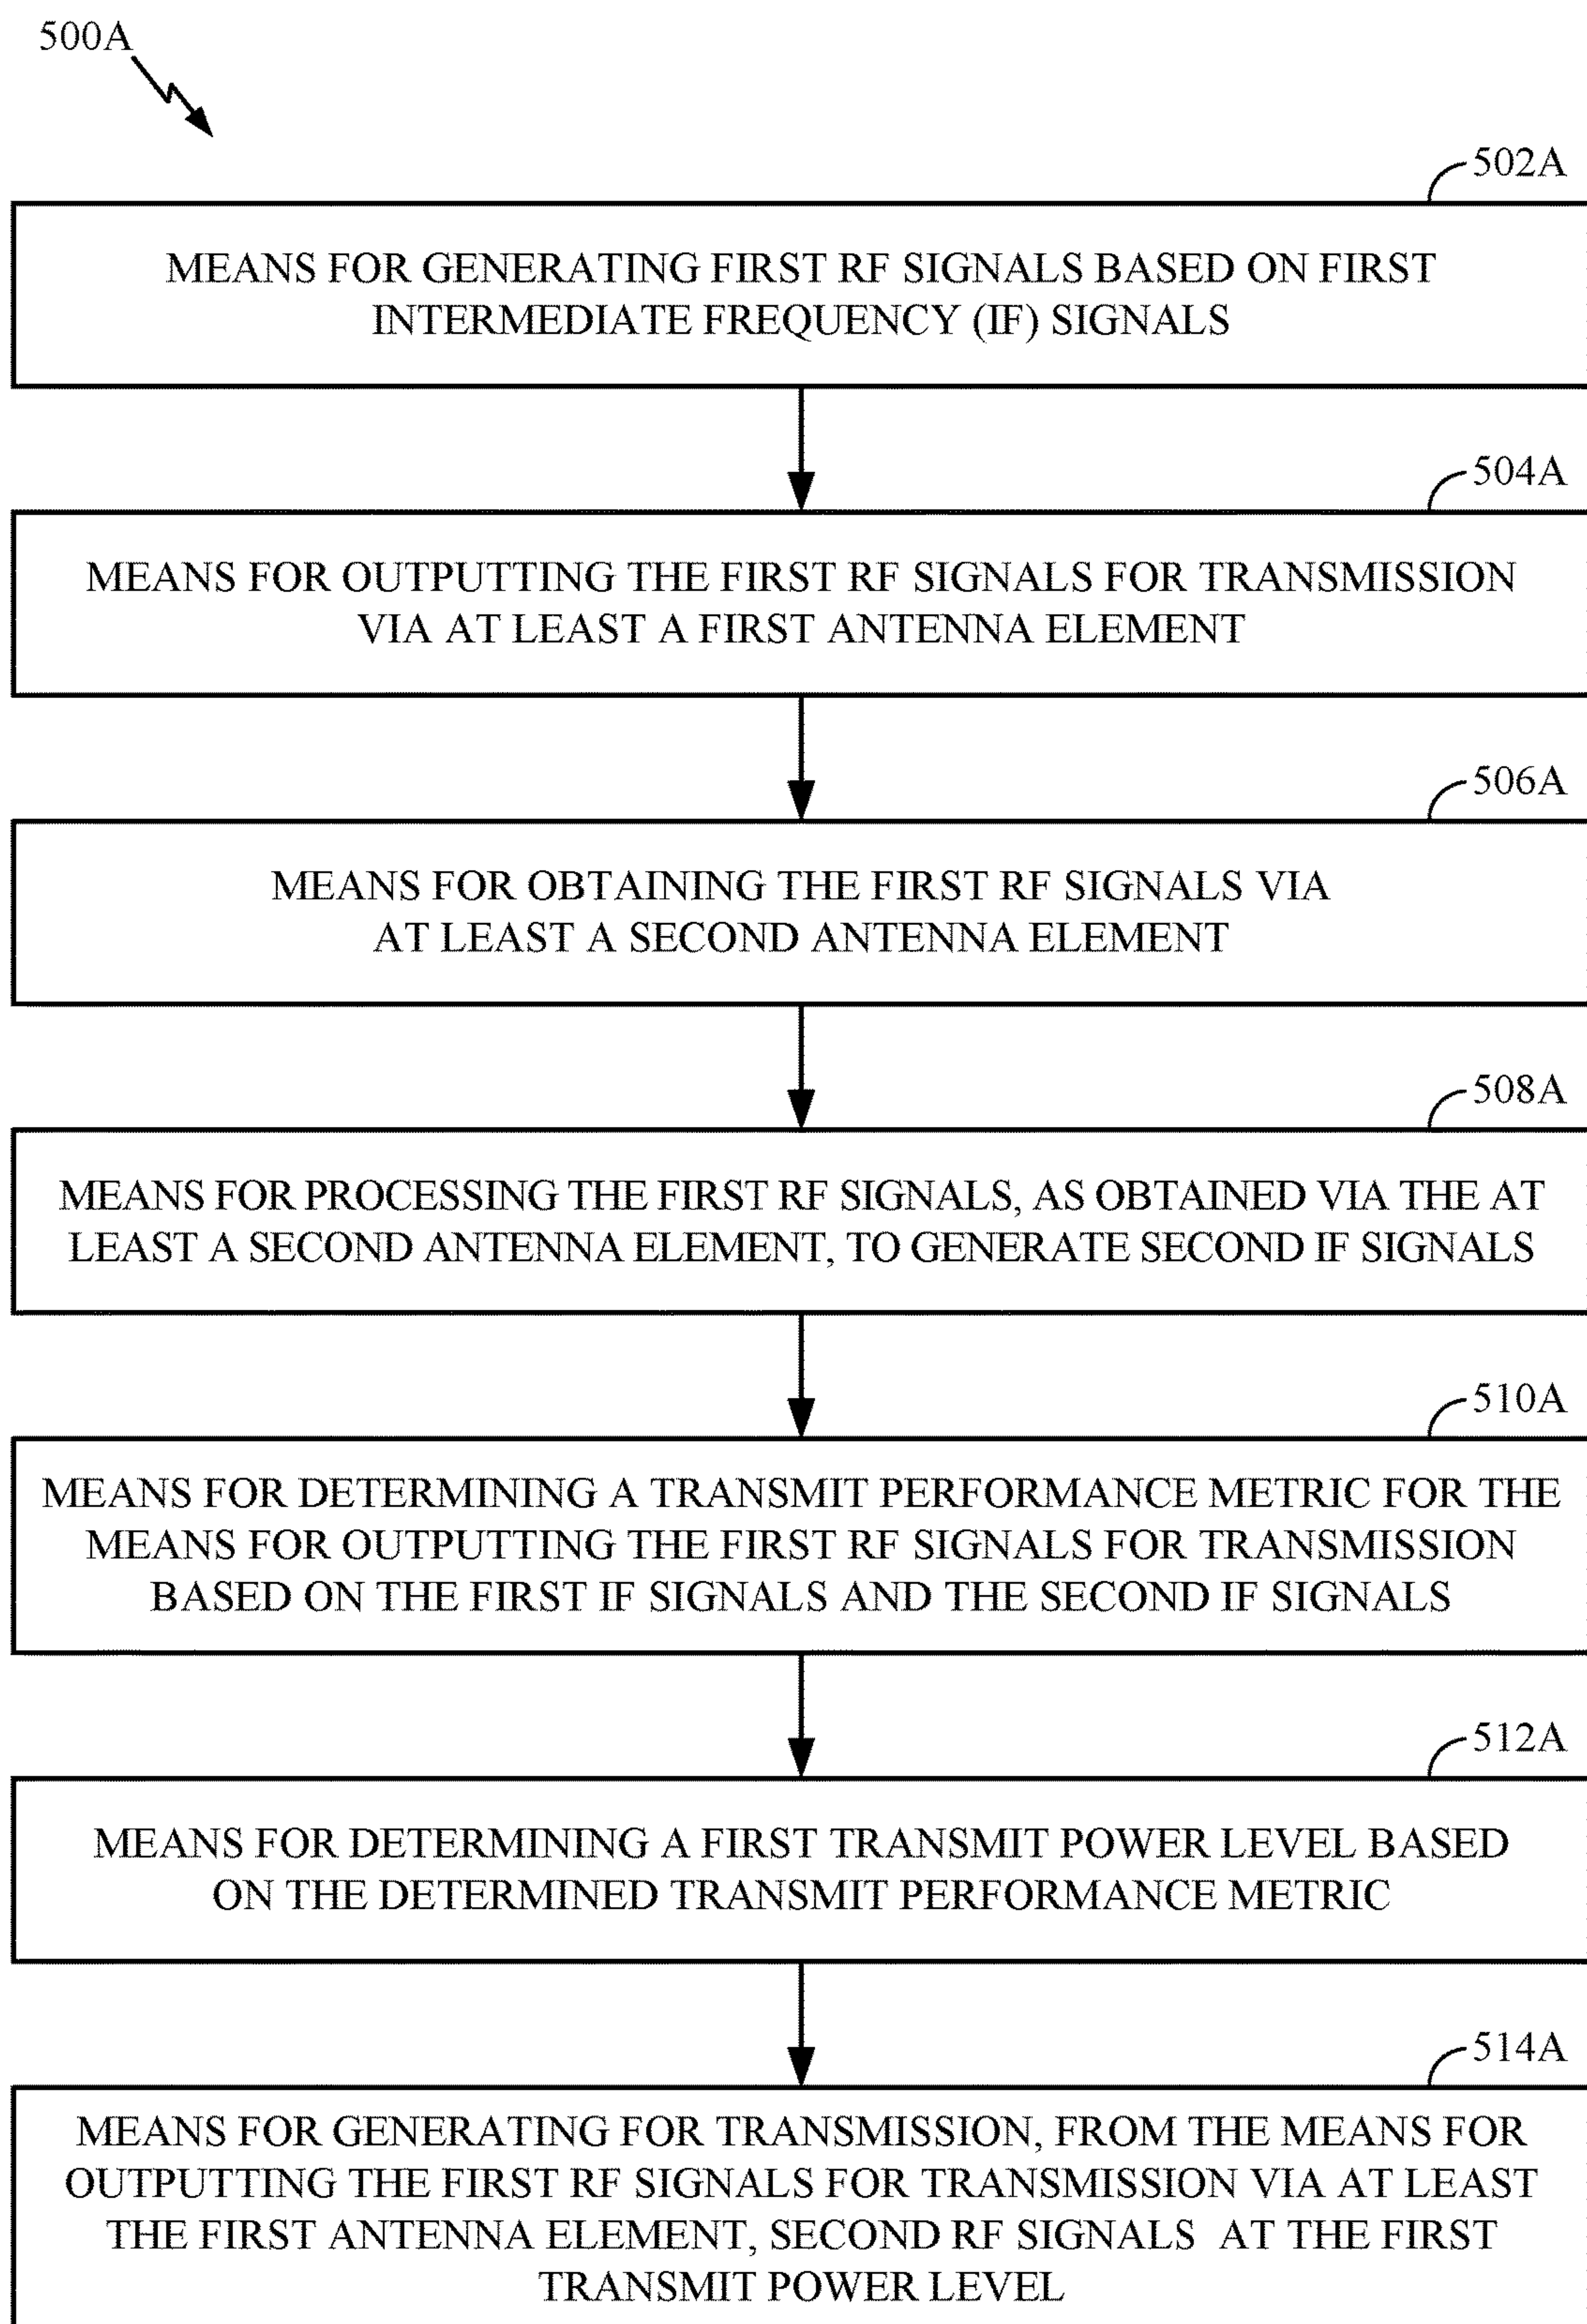 500A
502A
MEANS FOR GENERATING FIRST RF SIGNALS BASED ON FIRST
INTERMEDIATE FREQUENCY (IF) SIGNALS
504A
MEANS FOR OUTPUTTING THE FIRST RF SIGNALS FOR TRANSMISSION
VIA AT LEAST A FIRST ANTENNA ELEMENT
506A
MEANS FOR OBTAINING THE FIRST RF SIGNALS VIA
AT LEAST A SECOND ANTENNA ELEMENT
508A
MEANS FOR PROCESSING THE FIRST RF SIGNALS, AS OBTAINED VIA THE AT
LEAST A SECOND ANTENNA ELEMENT, TO GENERATE SECOND IF SIGNALS
510A
MEANS FOR DETERMINING A TRANSMIT PERFORMANCE METRIC FOR THE
MEANS FOR OUTPUTTING THE FIRST RF SIGNALS FOR TRANSMISSION
BASED ON THE FIRST IF SIGNALS AND THE SECOND IF SIGNALS
512A
MEANS FOR DETERMINING A FIRST TRANSMIT POWER LEVEL BASED
ON THE DETERMINED TRANSMIT PERFORMANCE METRIC
514A
MEANS FOR GENERATING FOR TRANSMISSION, FROM THE MEANS FOR
OUTPUTTING THE FIRST RF SIGNALS FOR TRANSMISSION VIA AT LEAST
THE FIRST ANTENNA ELEMENT, SECOND RF SIGNALS AT THE FIRST
TRANSMIT POWER LEVEL